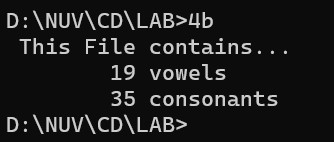 D:\NUV\CD\LAB>4b
This File contains...
19 vowels
35 consonants
D:\NUV\CD\LAB>